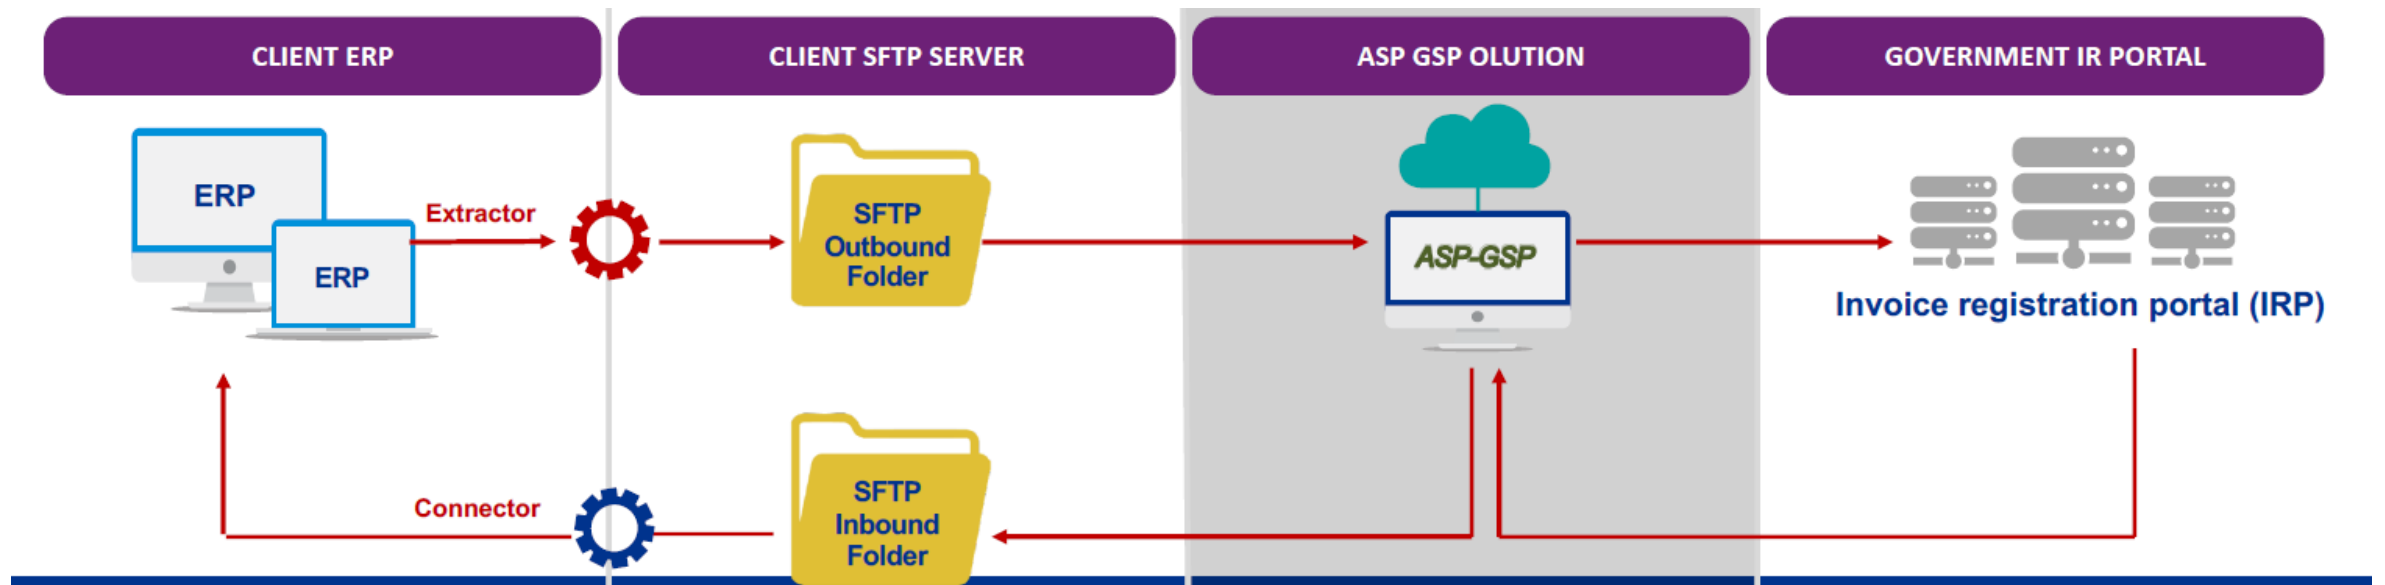 CLIENT ERP
CLIENT SFTP SERVER
ASP GSP OLUTION
GOVERNMENT IR PORTAL
ERP
ERP
Extractor
SFTP
Outbound
Folder
ASP-GSP
Invoice registration portal (IRP)
Connector
SFTP
Inbound
Folder